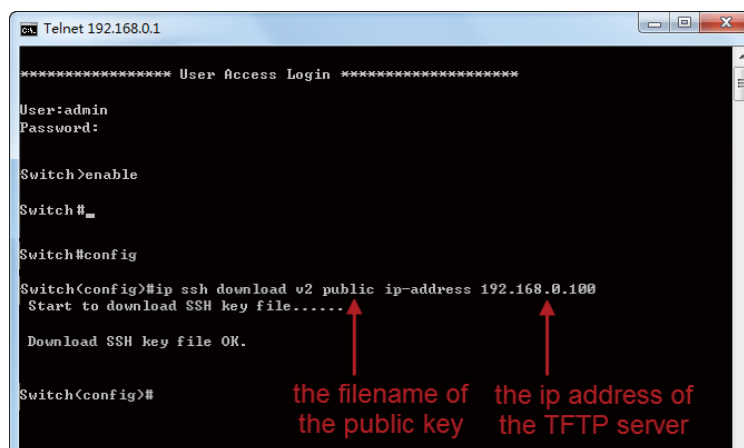 Telnet 192.168.0.1
***************** User Access Login ********************
User:admin
Password:
Switch>enable
Switch#_
Switch#config
Switch(config)#ip ssh download v2 public ip-address 192.168.0.100
Start to download SSH key file......
Download SSH key file OK.
Switch(config)#
the filename of
the public key
the ip address of
the TFTP server